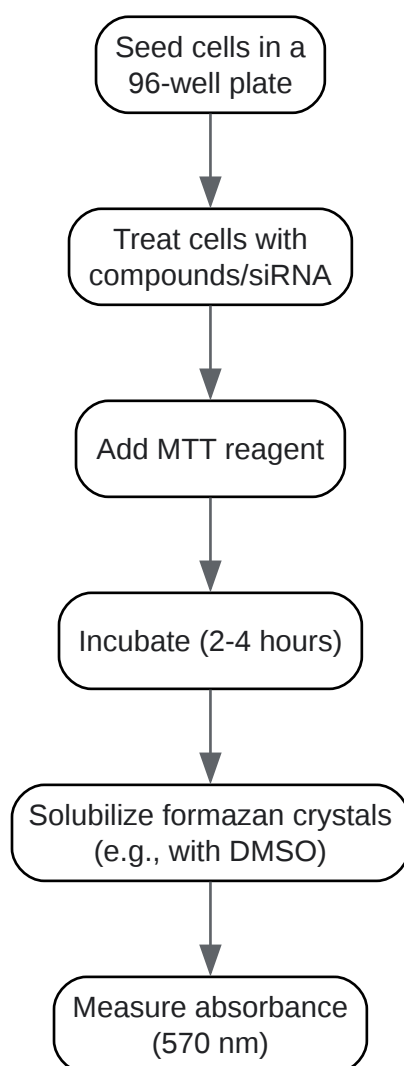 Seed cells in a
96-well plate
Treat cells with
compounds/siRNA
Add MTT reagent
Incubate (2-4 hours)
Solubilize formazan crystals
(e.g., with DMSO)
Measure absorbance
(570 nm)